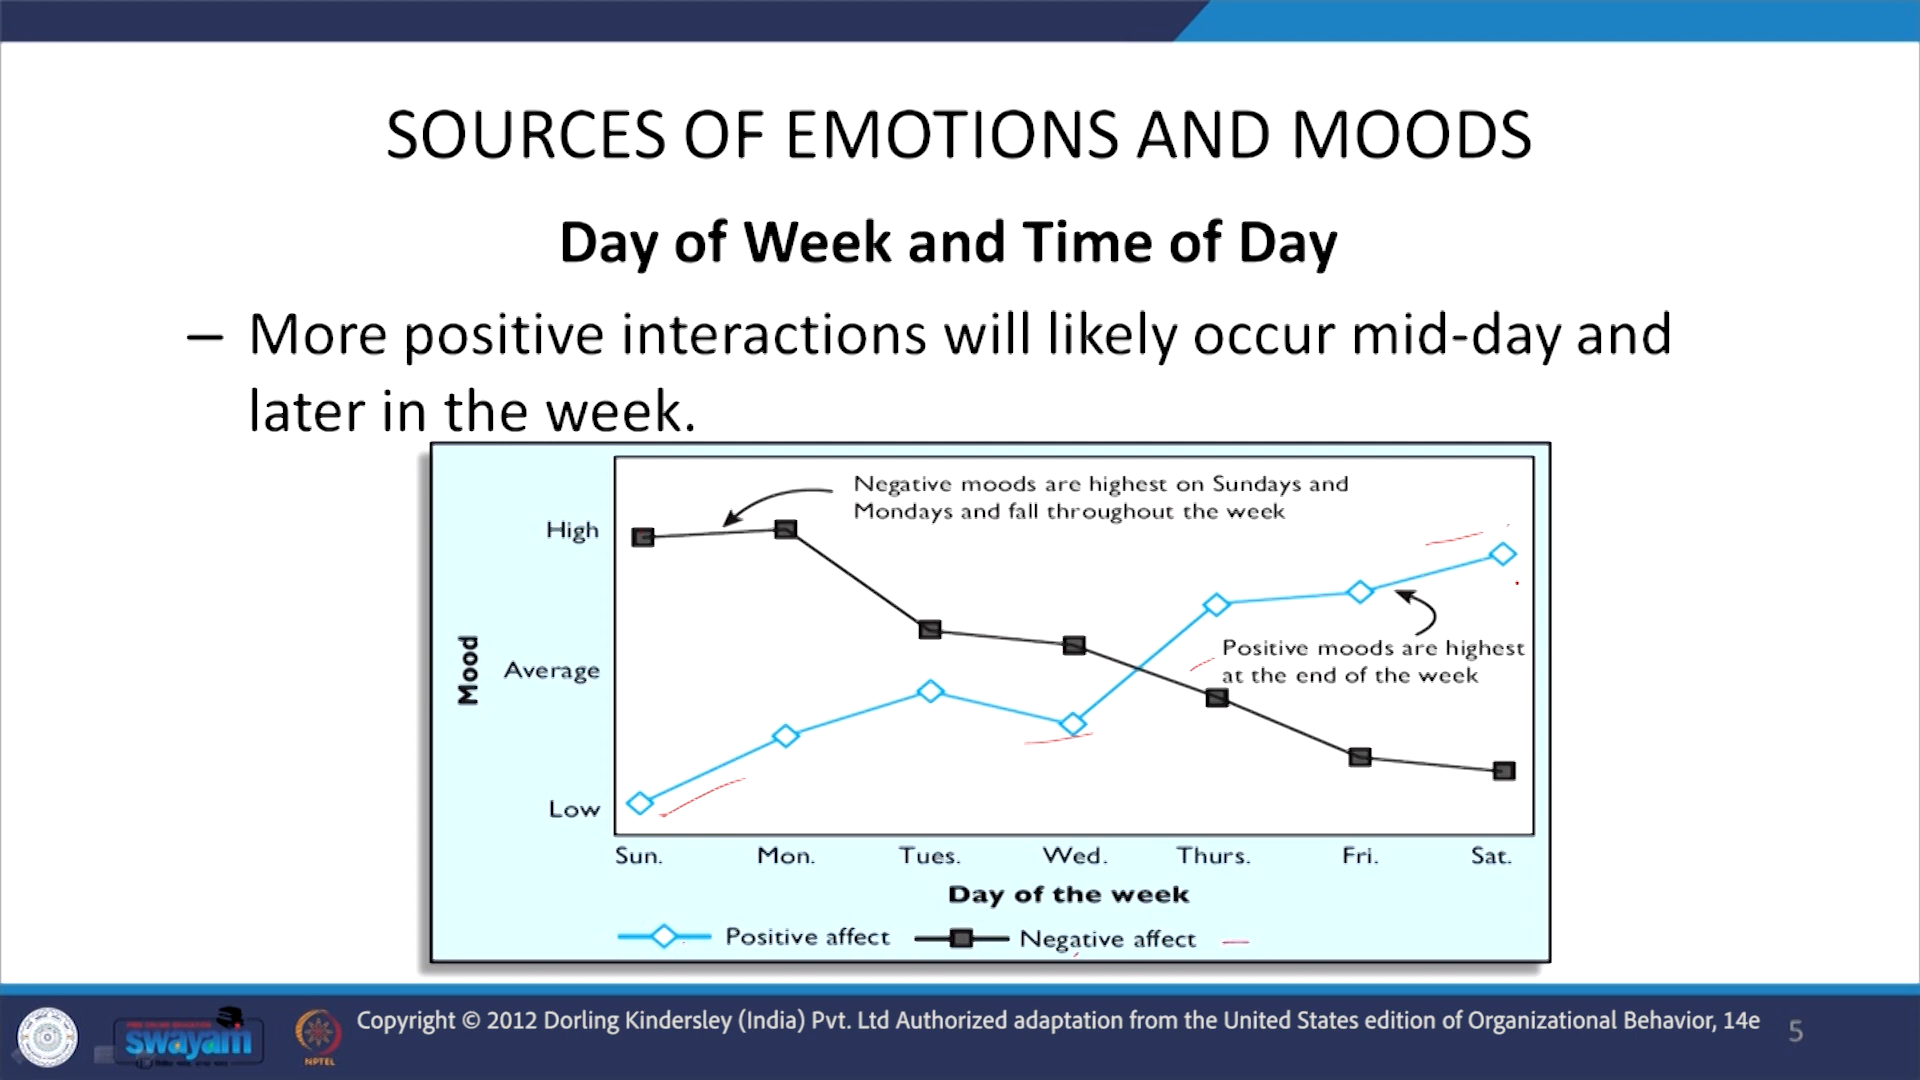 SOURCES OF EMOTIONS AND MOODS
Day of Week and Time of Day
– More positive interactions will likely occur mid-day and
later in the week.
Negative moods are highest on Sundays and
Mondays and fall throughout the week
High
Positive moods are highest
at the end of the week
Mood
Average
Low
Sun. Mon. Tues. Wed. Thurs. Fri. Sat.
Day of the week
Positive affect Negative affect
Copyright © 2012 Dorling Kindersley (India) Pvt. Ltd Authorized adaptation from the United States edition of Organizational Behavior, 14e
5
swayam
NPTEL